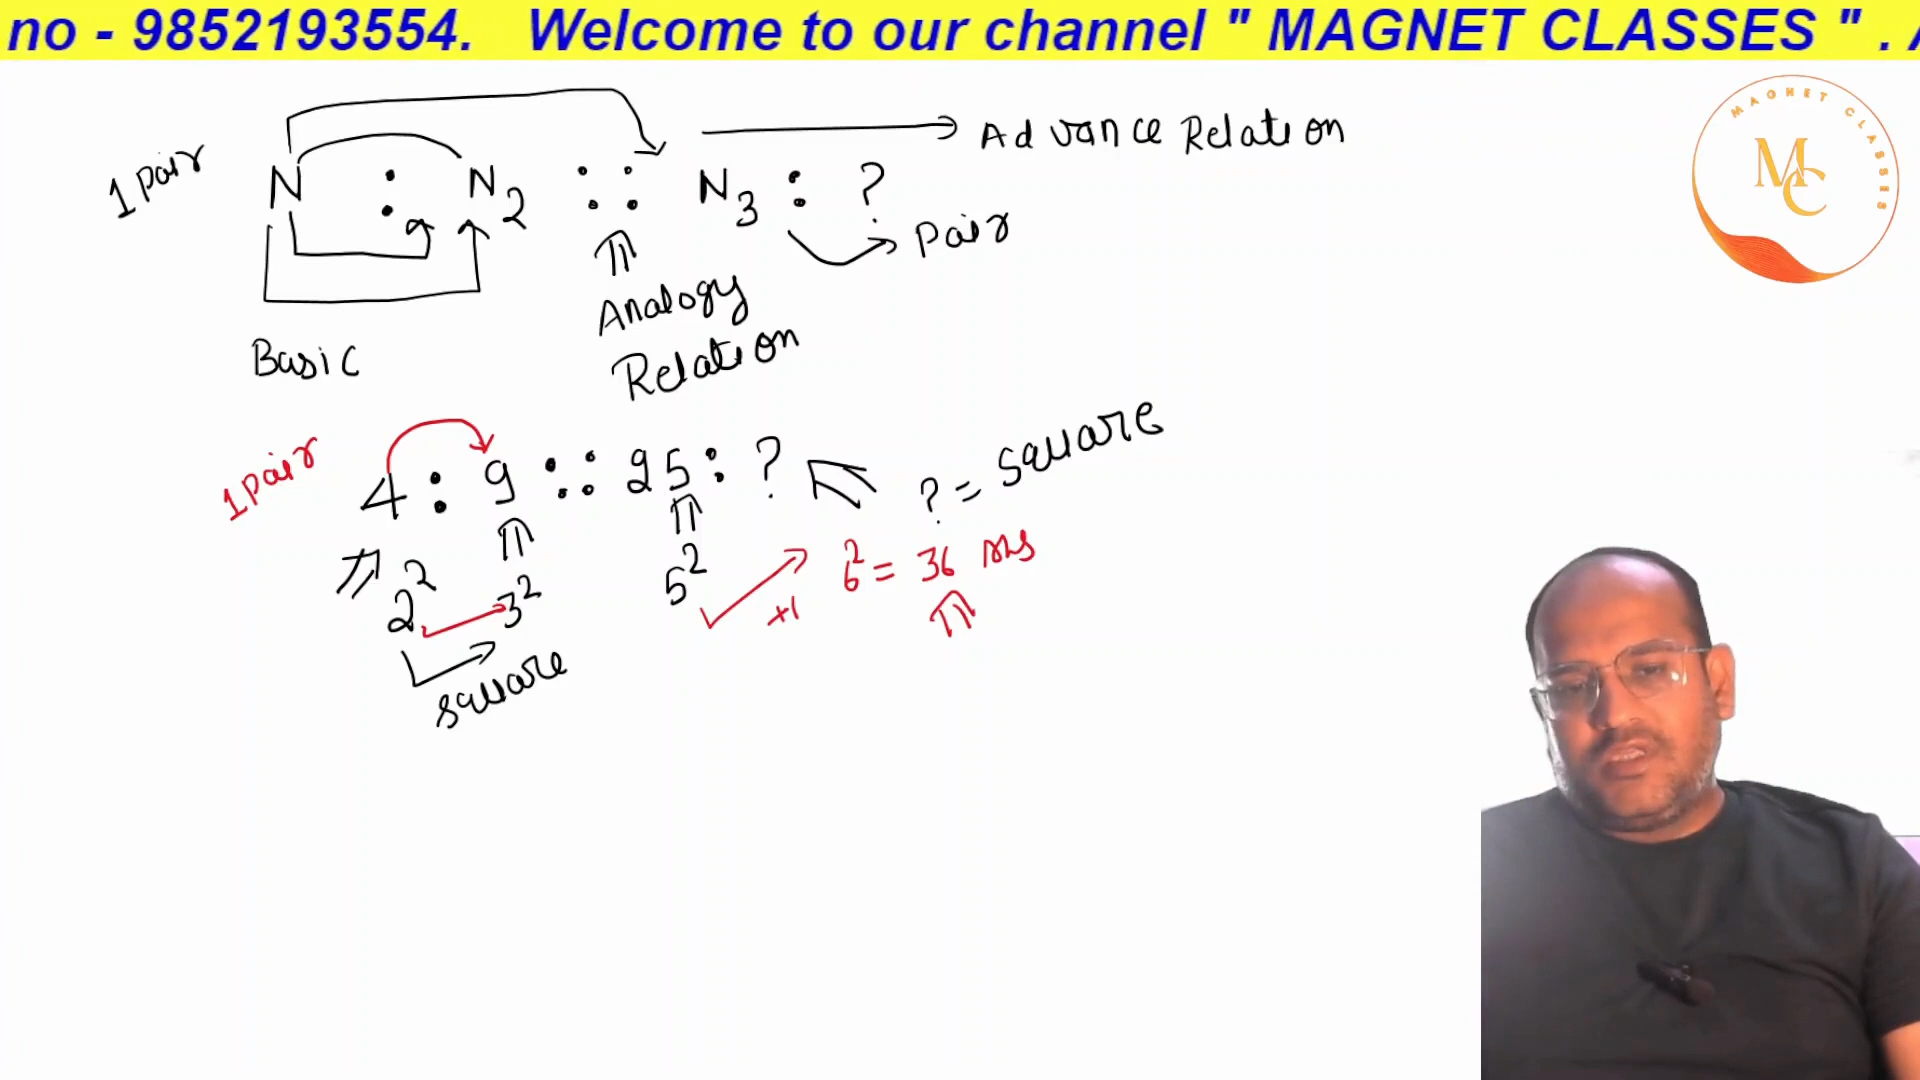 no - 9852193554. Welcome to our channel " MAGNET CLASSES " . A
MAGNET CLASSES
MC
1 pair N : N2 :: N3 : ? → Advance Relation
Pair
Analogy
Relation
Basic
1 pair 4 : 9 :: 25 : ? ? = square
2² 3² 5² +1 6² = 36 Ans
square